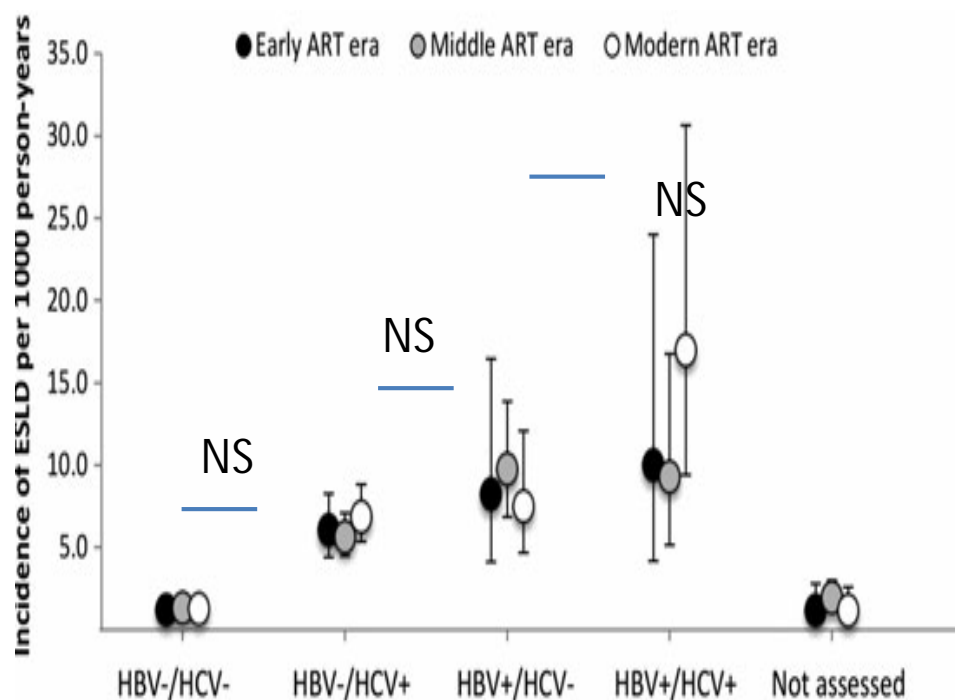 Incidence of ESLD per 1000 person-years
35.0
30.0
25.0
20.0
15.0
10.0
5.0
Early ART era
Middle ART era
Modern ART era
NS
NS
NS
HBV-/HCV-
HBV-/HCV+
HBV+/HCV-
HBV+/HCV+
Not assessed